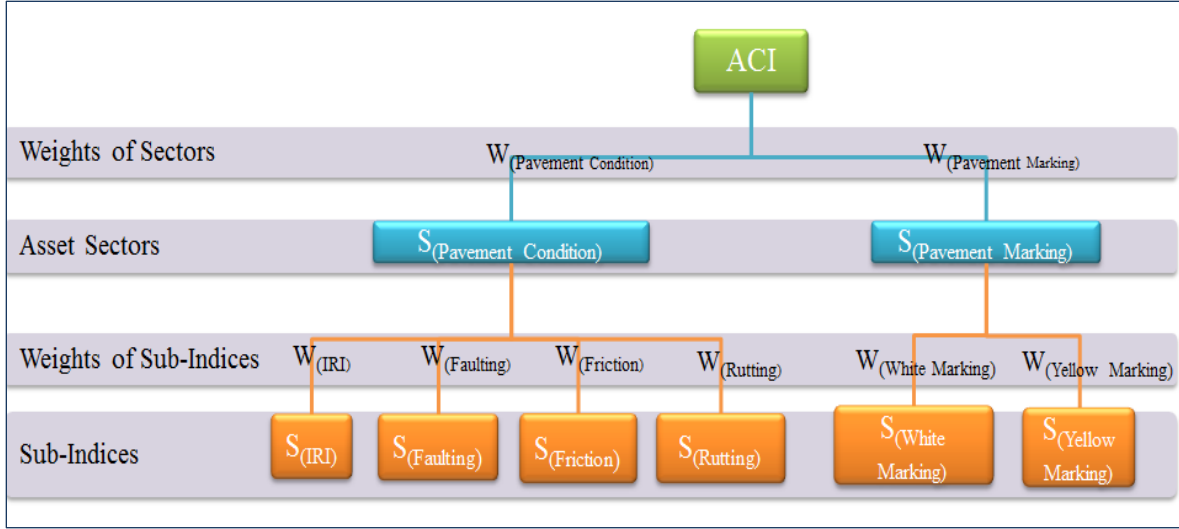 ACI
Weights of Sectors
W(Pavement Condition)
W(Pavement Marking)
Asset Sectors
S(Pavement Condition)
S(Pavement Marking)
Weights of Sub-Indices
W(IRI)
W(Faulting)
W(Friction)
W(Rutting)
W(White Marking)
W(Yellow Marking)
Sub-Indices
S(IRI)
S(Faulting)
S(Friction)
S(Rutting)
S(White
Marking)
S(Yellow
Marking)